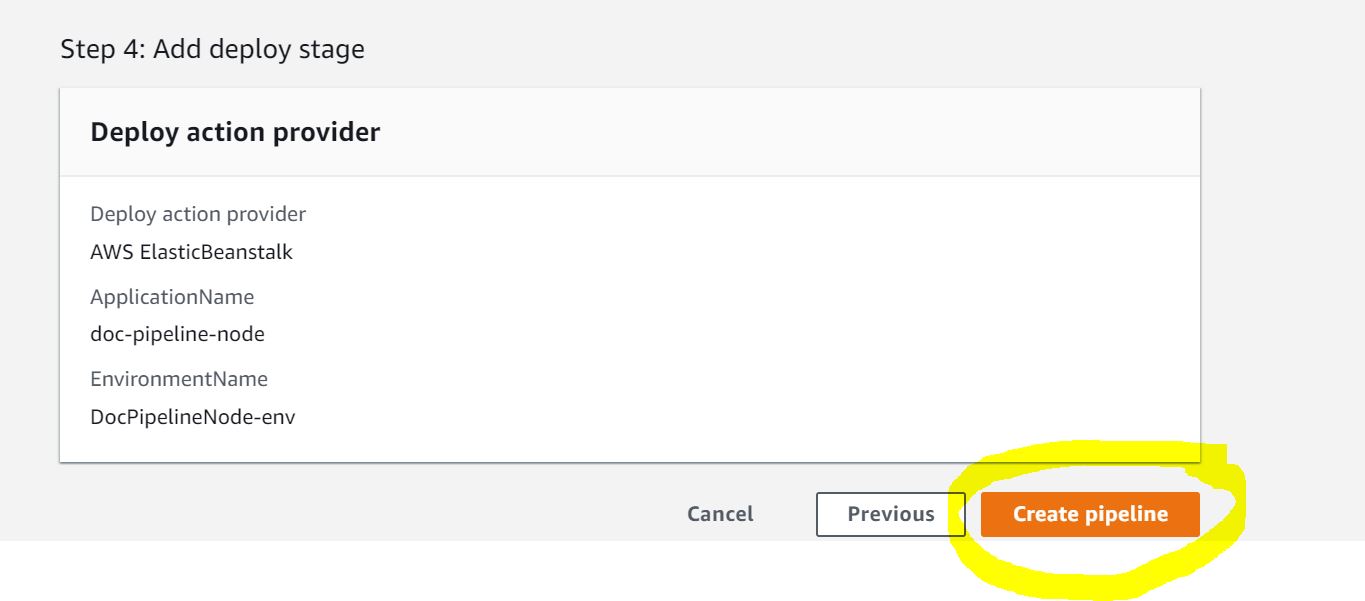 Step 4: Add deploy stage
Deploy action provider
Deploy action provider
AWS ElasticBeanstalk
ApplicationName
doc-pipeline-node
EnvironmentName
DocPipelineNode-env
Cancel Previous Create pipeline